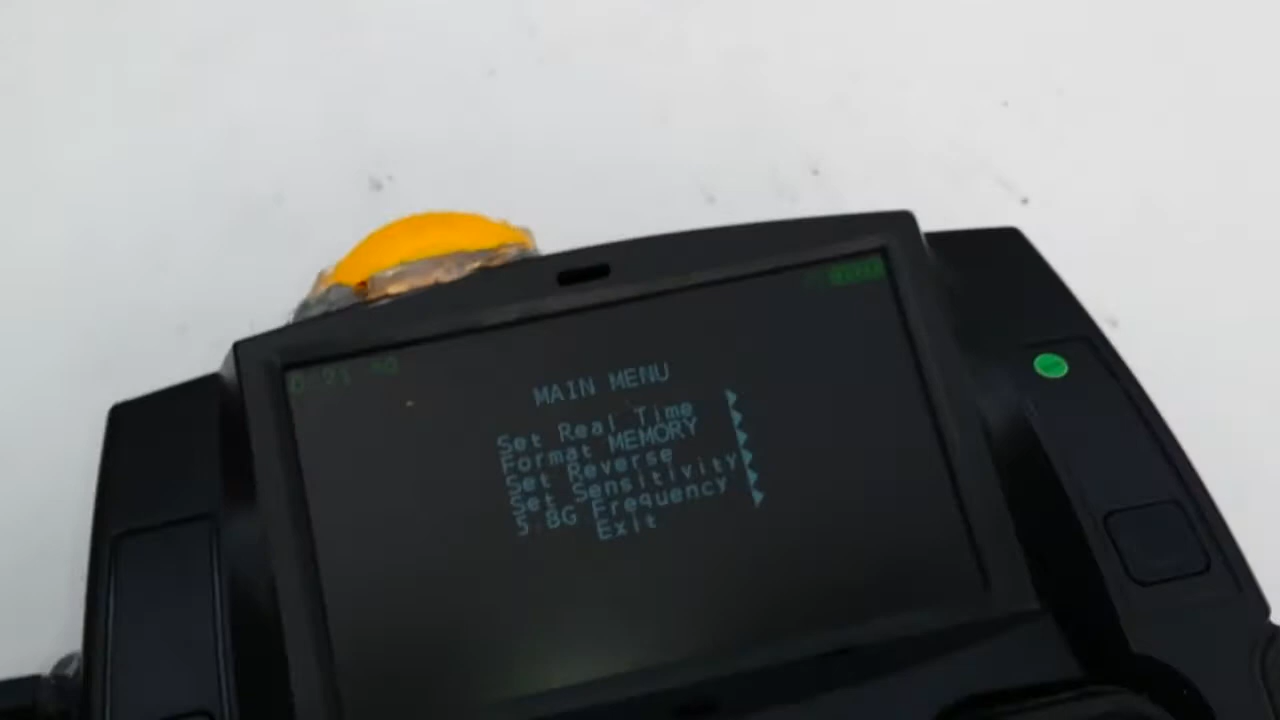 MAIN MENU
Set Real Time
Format MEMORY
Set Reverse
Set Sensitivity
5.8G Frequency
Exit